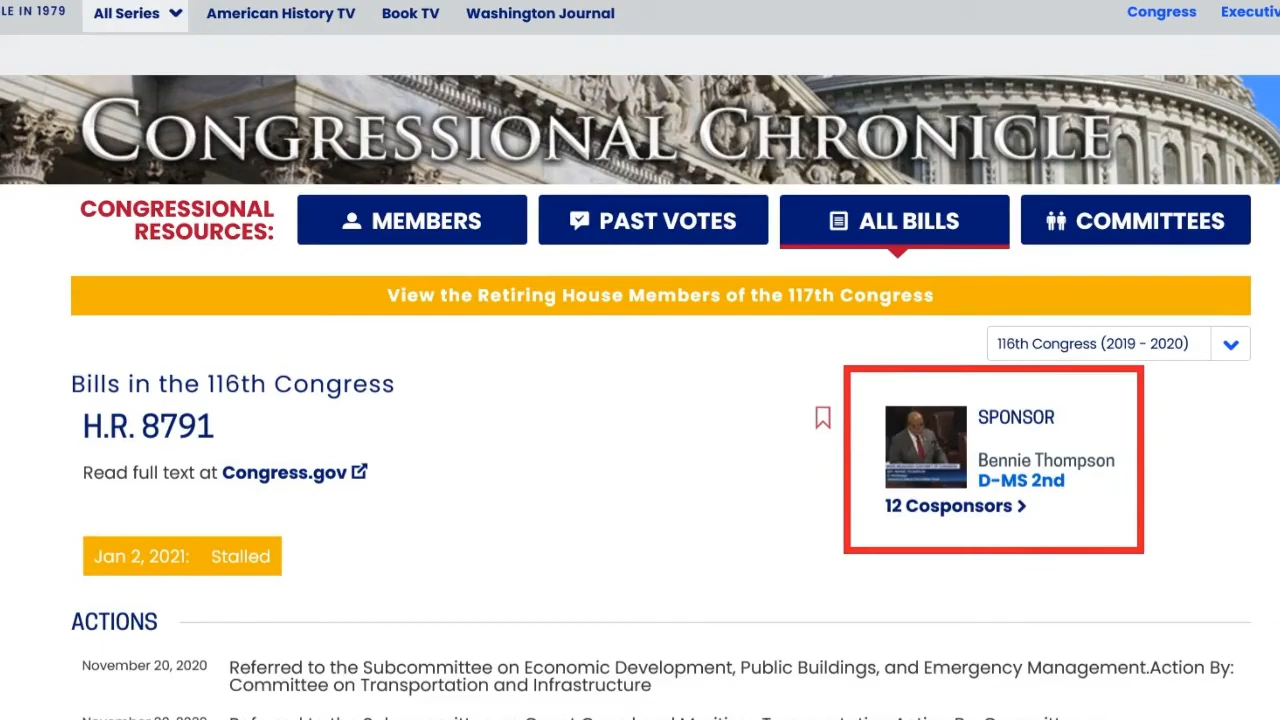 LE IN 1979
All Series
American History TV
Book TV
Washington Journal
Congress
Executiv
CONGRESSIONAL CHRONICLE
CONGRESSIONAL
RESOURCES:
MEMBERS
PAST VOTES
ALL BILLS
COMMITTEES
View the Retiring House Members of the 117th Congress
116th Congress (2019 - 2020)
Bills in the 116th Congress
H.R. 8791
Read full text at Congress.gov
SPONSOR
Bennie Thompson
D-MS 2nd
12 Cosponsors
Jan 2, 2021: Stalled
ACTIONS
November 20, 2020
Referred to the Subcommittee on Economic Development, Public Buildings, and Emergency Management.Action By:
Committee on Transportation and Infrastructure